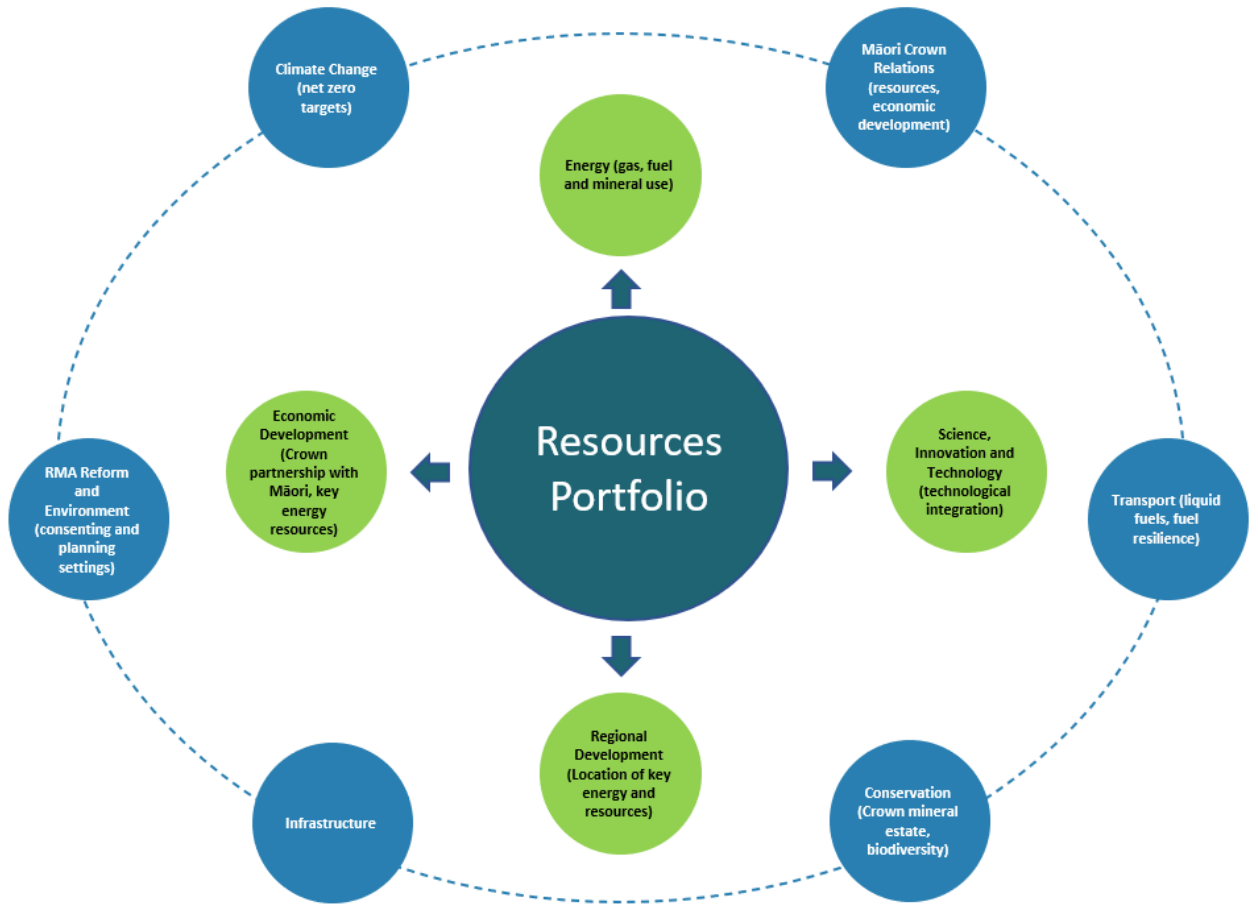 Climate Change
(net zero
targets)
Māori Crown
Relations
(resources,
economic
development)
Energy (gas, fuel
and mineral use)
Economic
Development
(Crown
partnership with
Māori, key
energy
resources)
Resources
Portfolio
Science,
Innovation and
Technology
(technological
integration)
RMA Reform
and
Environment
(consenting and
planning
settings)
Transport (liquid
fuels, fuel
resilience)
Regional
Development
(Location of key
energy and
resources)
Infrastructure
Conservation
(Crown mineral
estate,
biodiversity)